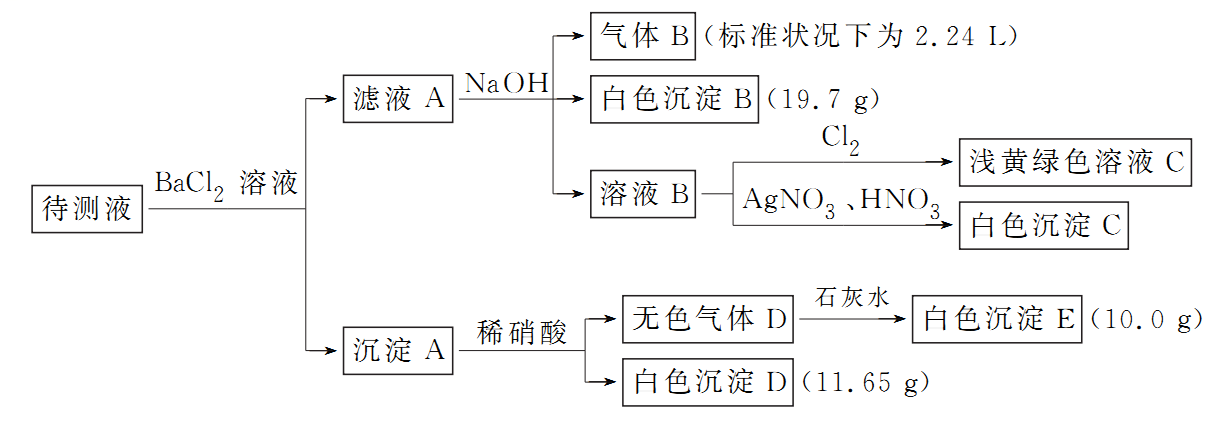 气体 B (标准状况下为 2.24 L)
滤液 A
NaOH
白色沉淀 B (19.7 g)
Cl₂
浅黄绿色溶液 C
BaCl₂ 溶液
待测液
溶液 B
AgNO₃、HNO₃
白色沉淀 C
石灰水
无色气体 D
白色沉淀 E (10.0 g)
稀硝酸
沉淀 A
白色沉淀 D (11.65 g)